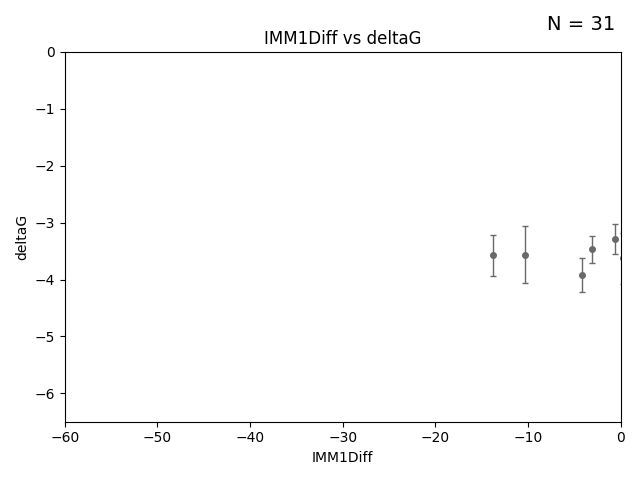 N = 31
IMM1Diff vs deltaG
0
−1
−2
−3
−4
−5
−6
deltaG
−60 −50 −40 −30 −20 −10 0
IMM1Diff